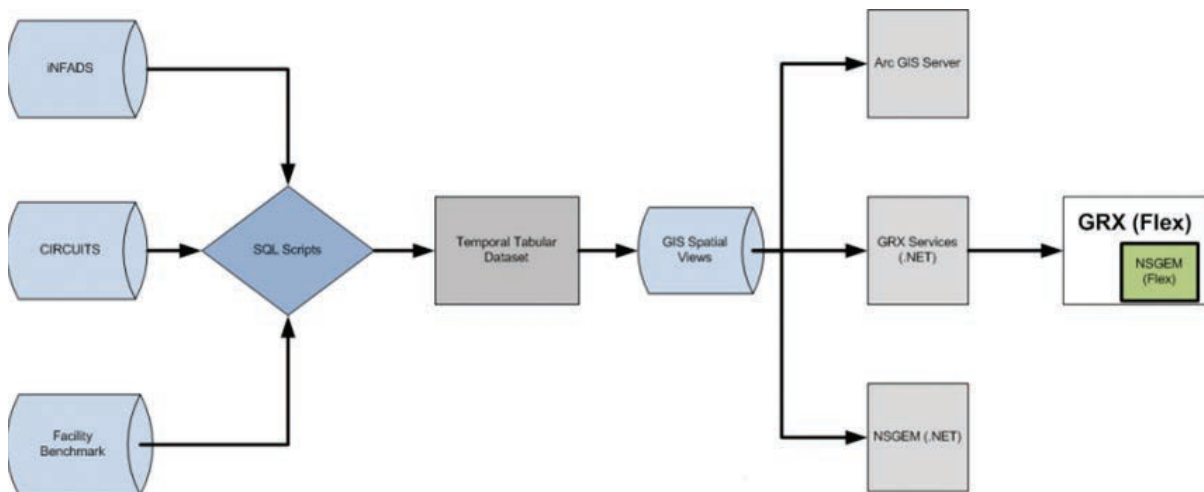 iNFADS
Arc GIS Server
CIRCUITS
SQL Scripts
Temporal Tabular
Dataset
GIS Spatial
Views
GRX Services
(.NET)
GRX (Flex)
NSGEM
(Flex)
Facility
Benchmark
NSGEM (.NET)